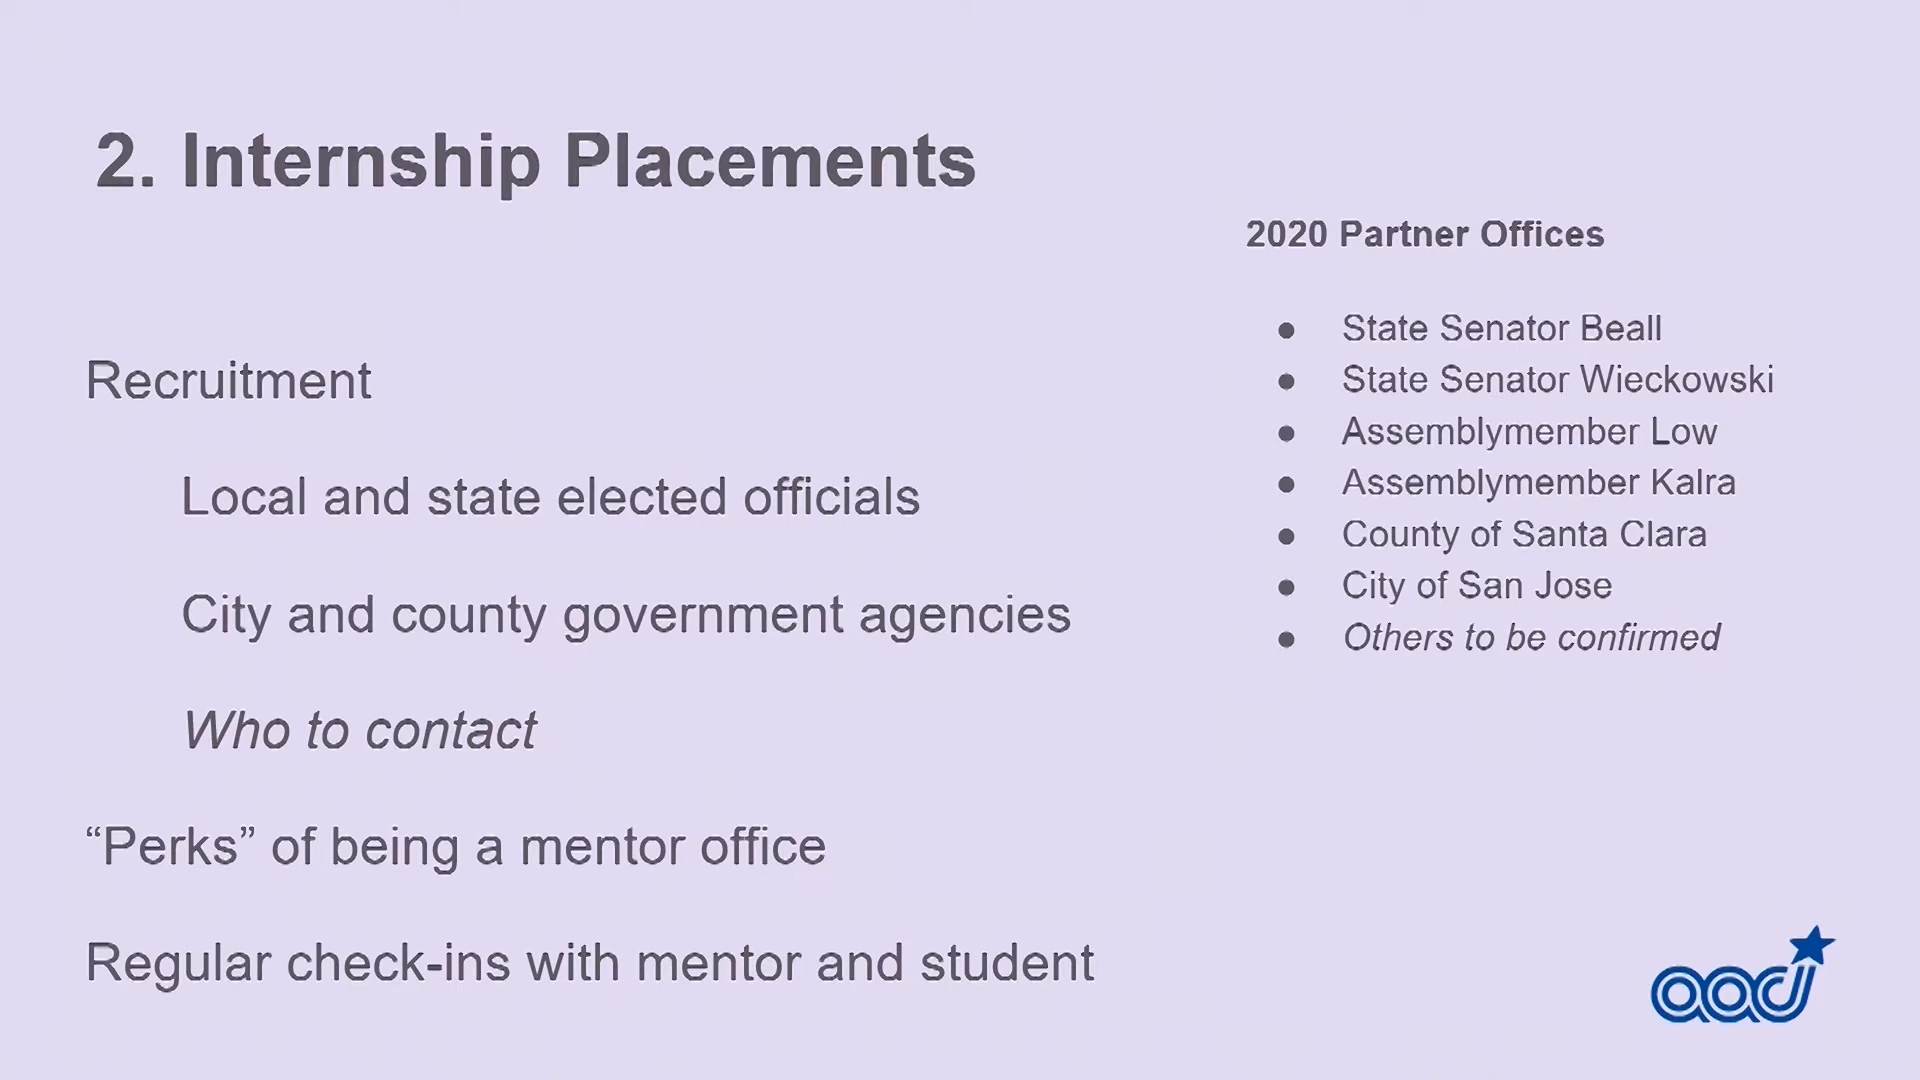 2. Internship Placements
Recruitment
Local and state elected officials
City and county government agencies
Who to contact
“Perks” of being a mentor office
Regular check-ins with mentor and student
2020 Partner Offices
● State Senator Beall
● State Senator Wieckowski
● Assemblymember Low
● Assemblymember Kalra
● County of Santa Clara
● City of San Jose
● Others to be confirmed
aaci